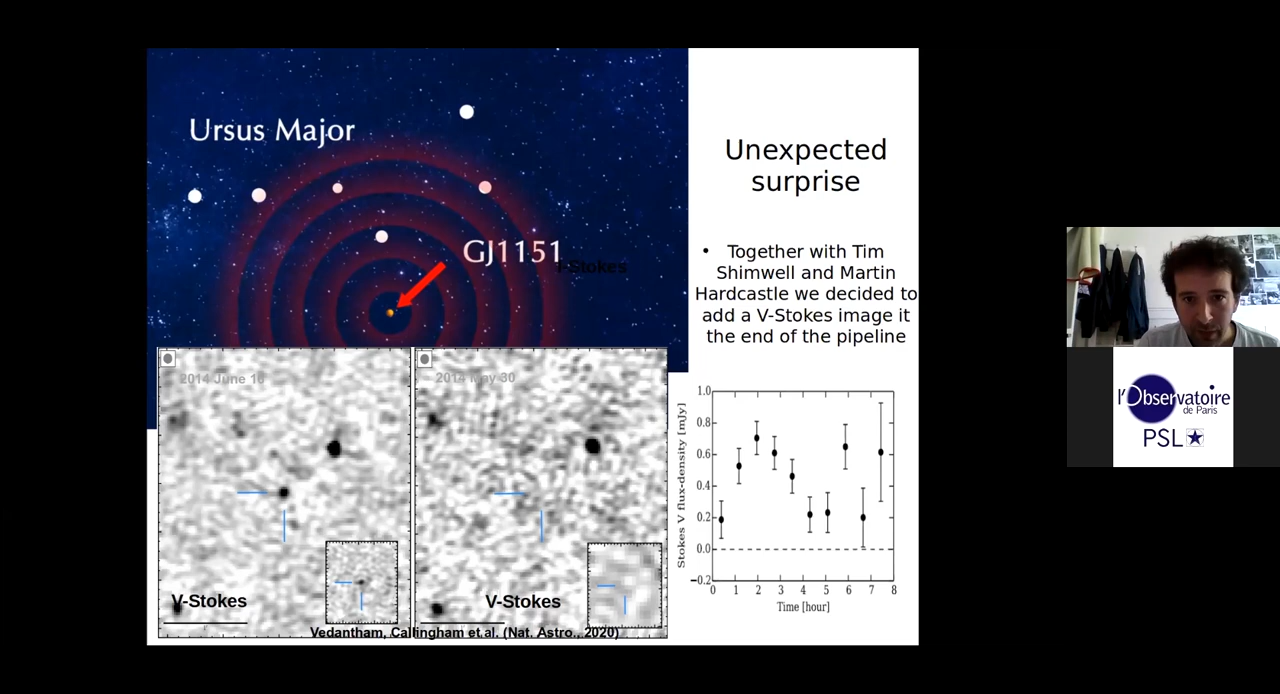 Ursus Major
GJ1151
V-Stokes
Unexpected
surprise
• Together with Tim
Shimwell and Martin
Hardcastle we decided to
add a V-Stokes image it
the end of the pipeline
2014 June 16
2014 May 30
V-Stokes
V-Stokes
Vedantham, Callingham et.al. (Nat. Astro., 2020)
Stokes V flux-density [mJy]
1.0
0.8
0.6
0.4
0.2
0.0
−0.2
0 1 2 3 4 5 6 7 8
Time [hour]
l'Observatoire
de Paris
PSL